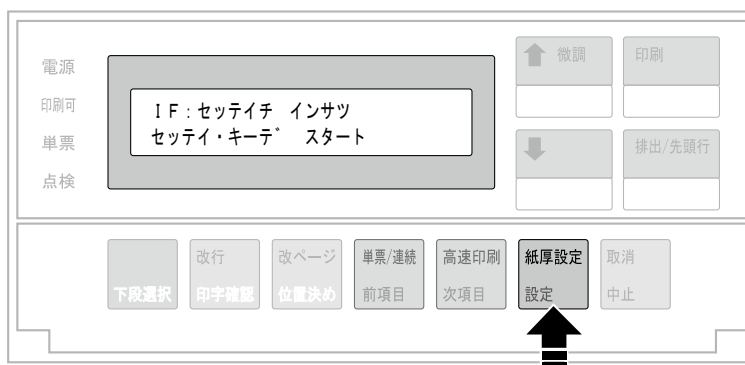 電源
印刷可
単票
点検
IF:セッテイチ インサツ
セッテイ・キーデ゛ スタート
微調
印刷
排出/先頭行
下段選択
改行
印字確認
改ページ
位置決め
単票/連続
前項目
高速印刷
次項目
紙厚設定
設定
取消
中止